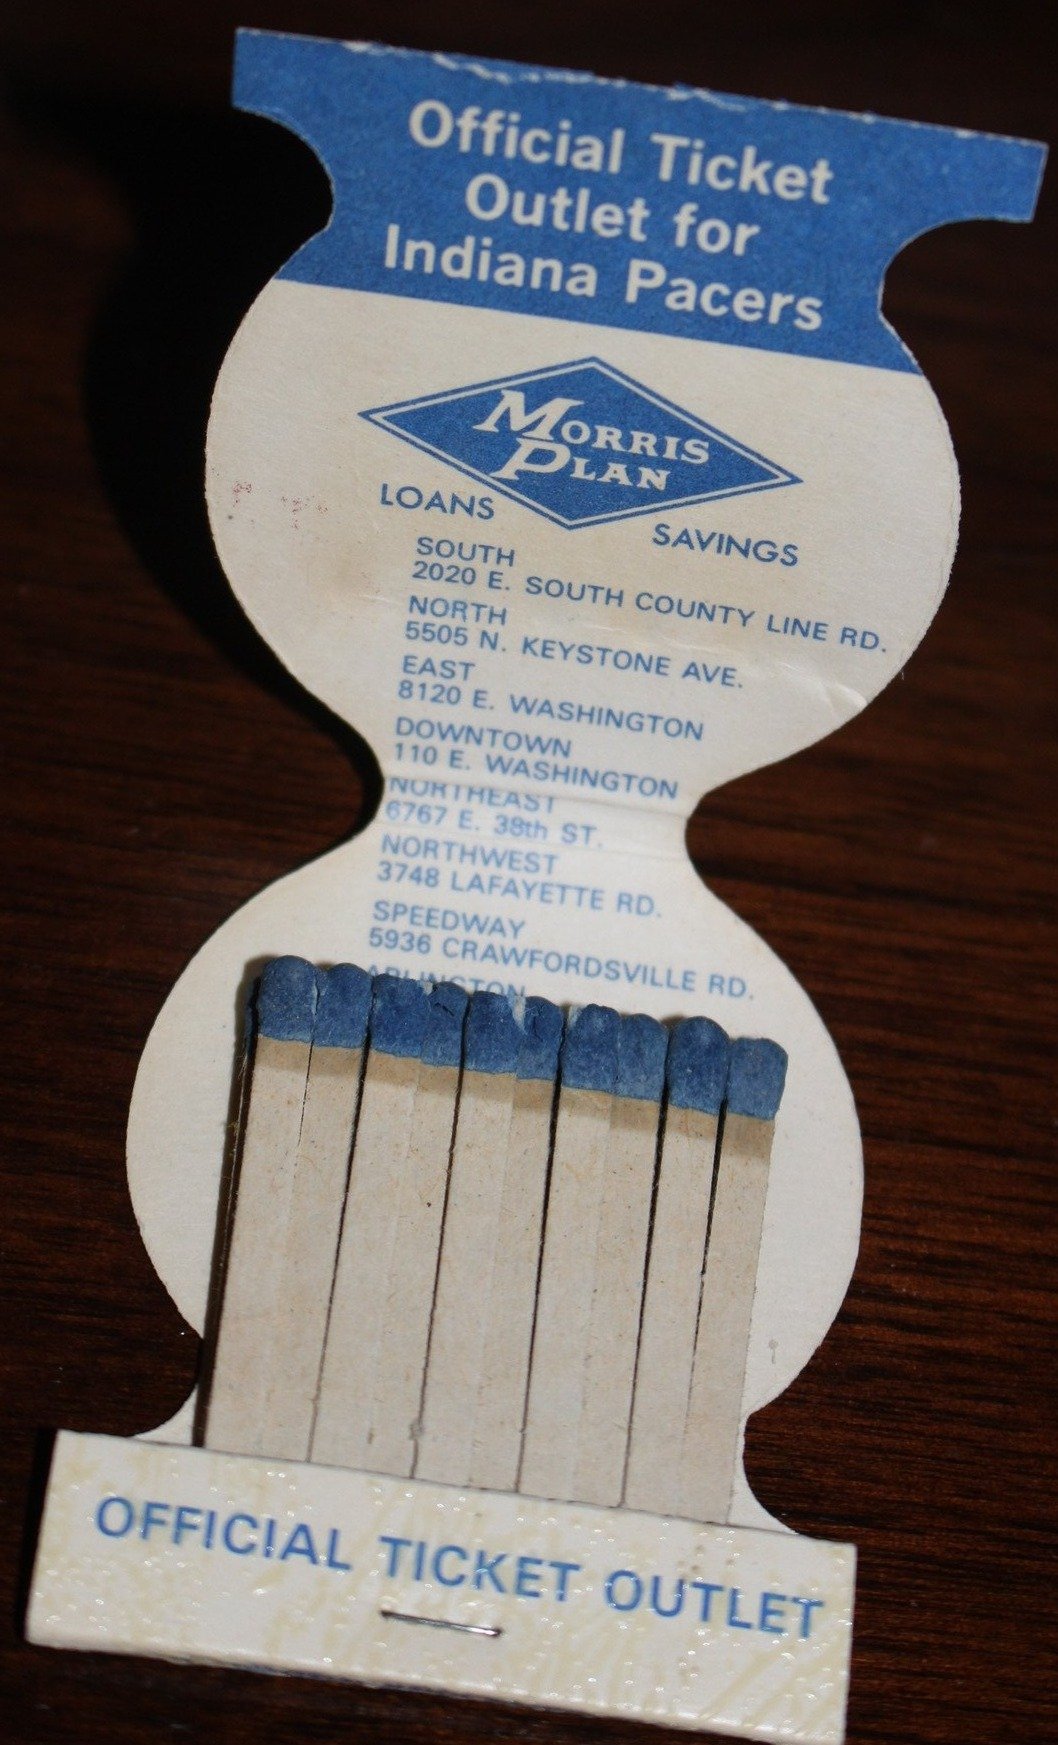 Official Ticket
Outlet for
Indiana Pacers
MORRIS
PLAN
LOANS
SAVINGS
SOUTH
2020 E. SOUTH COUNTY LINE RD.
NORTH
5505 N. KEYSTONE AVE.
EAST
8120 E. WASHINGTON
DOWNTOWN
110 E. WASHINGTON
NORTHEAST
6767 E. 38th ST.
NORTHWEST
3748 LAFAYETTE RD.
SPEEDWAY
5936 CRAWFORDSVILLE RD.
ARLINGTON
OFFICIAL TICKET OUTLET